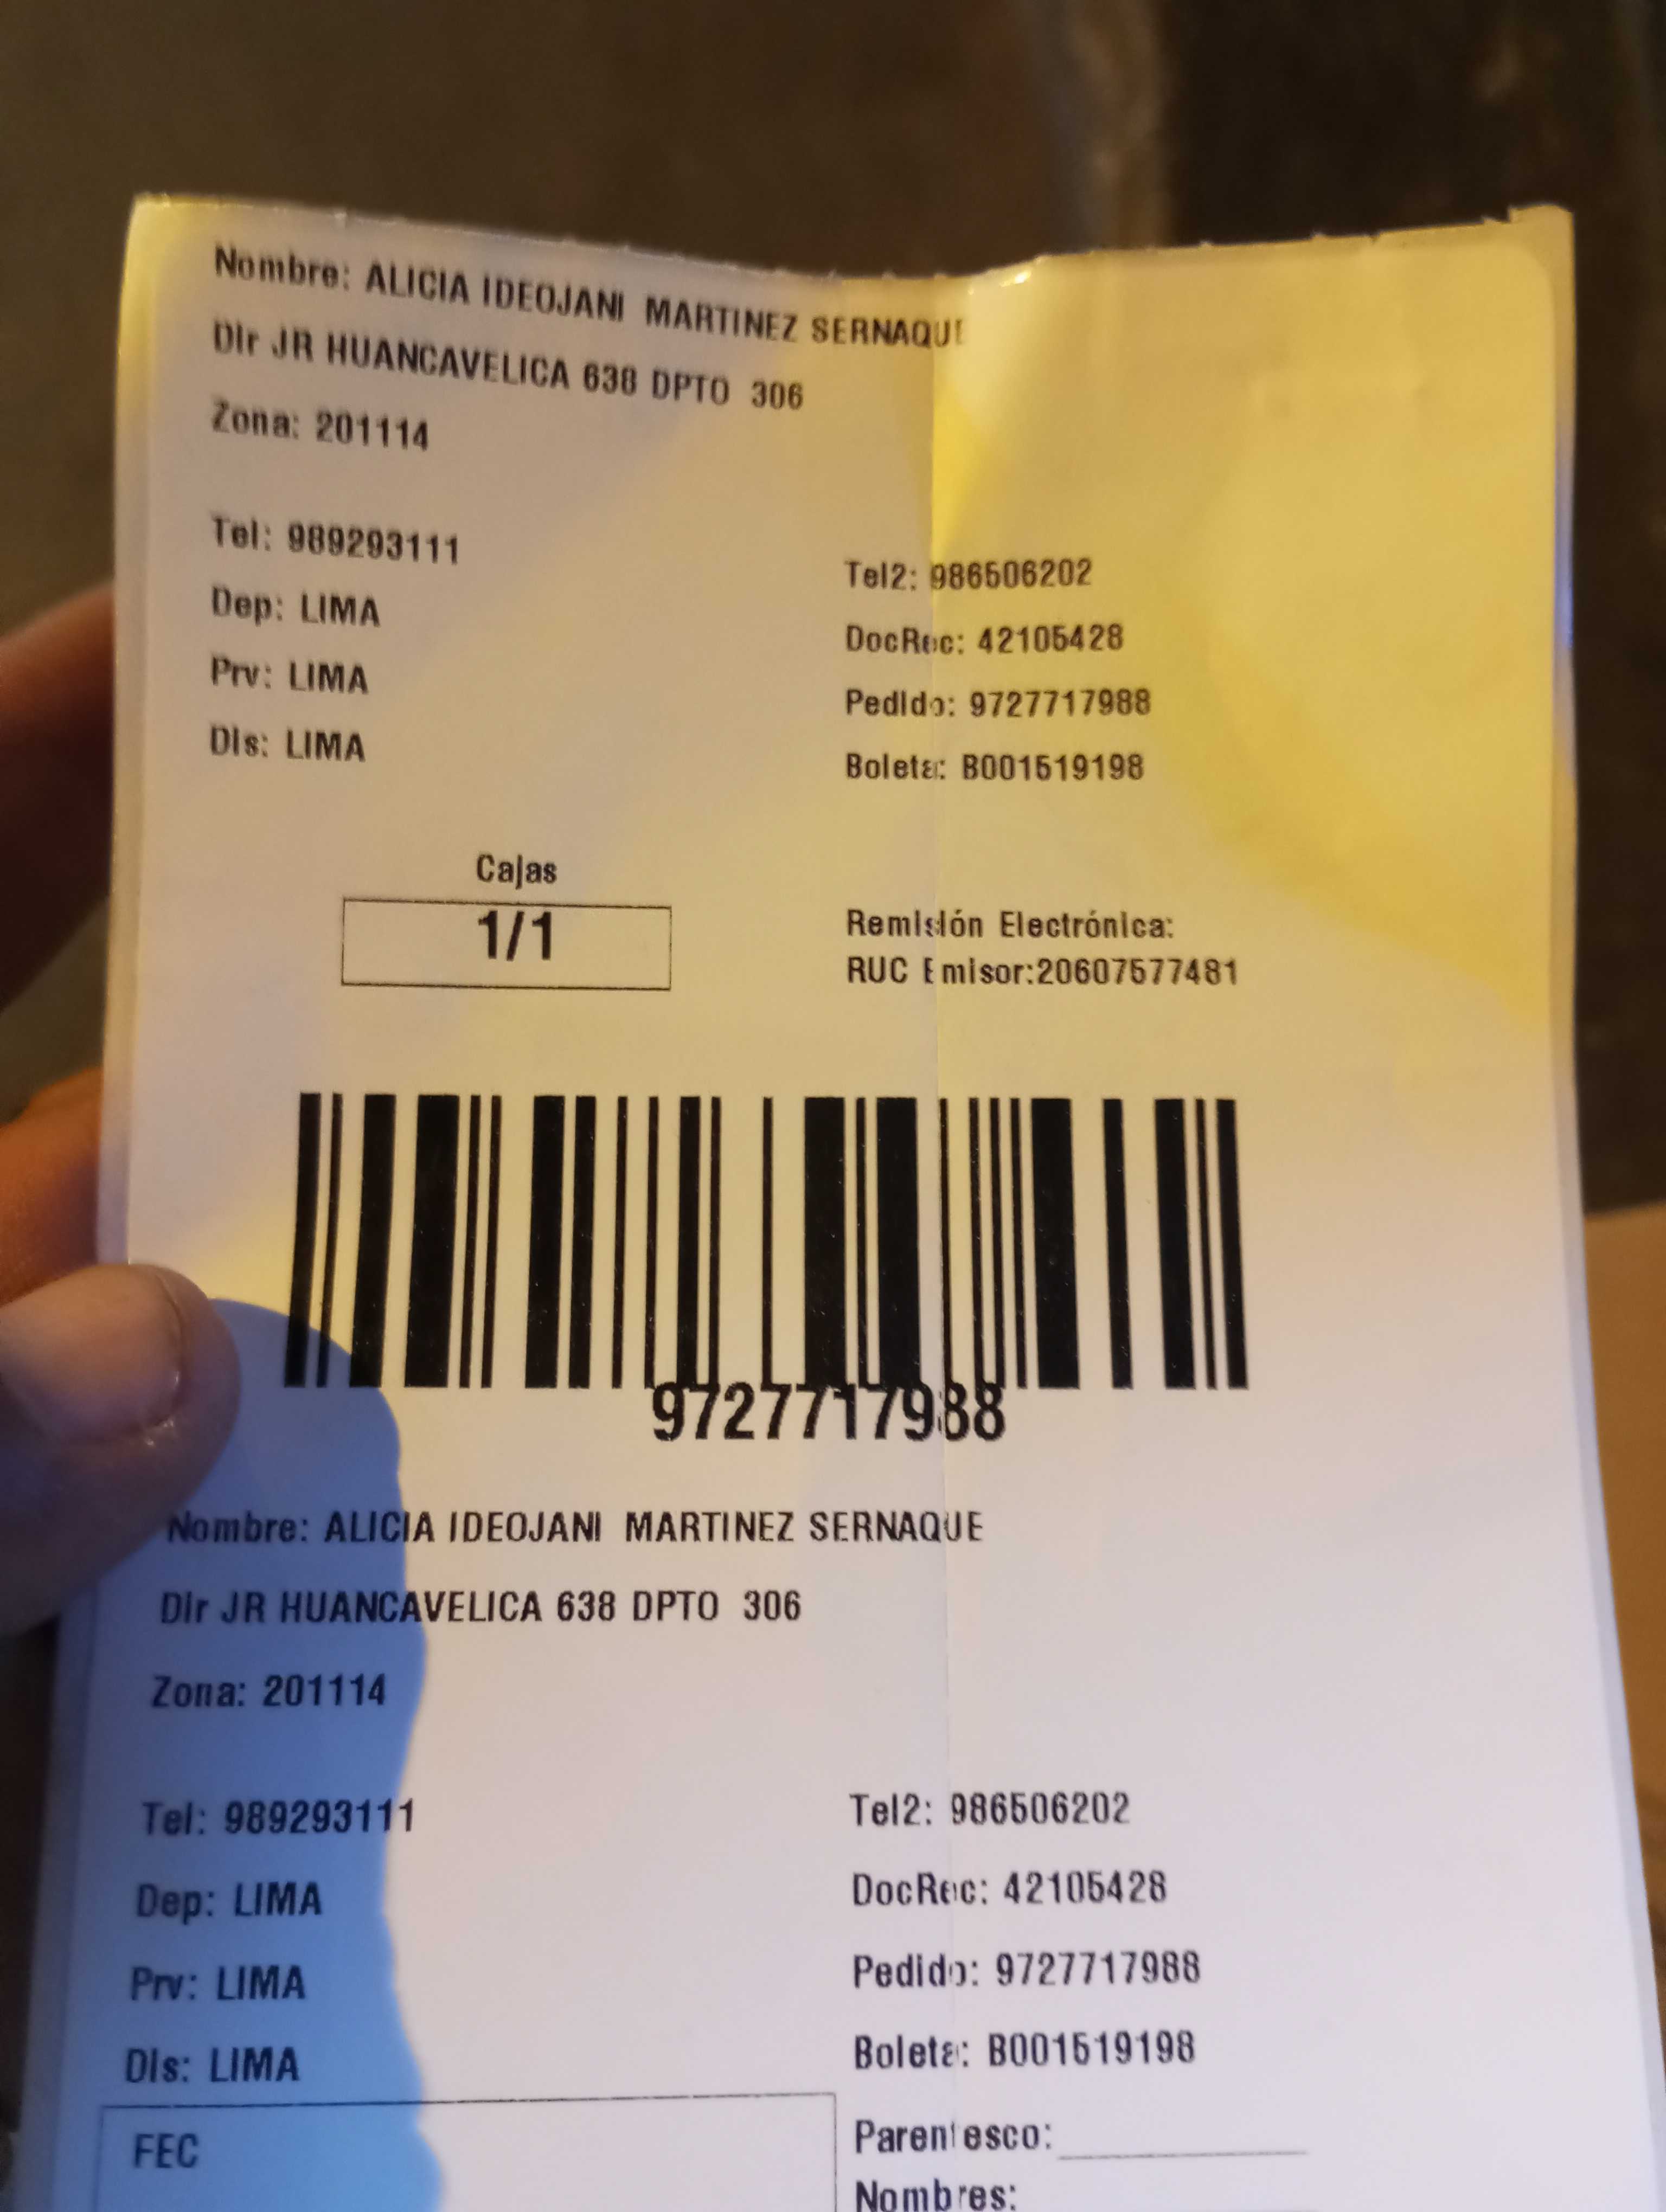 Nombre: ALICIA IDEOJANI MARTINEZ SERNAQUE
Dir JR HUANCAVELICA 638 DPTO 306
Zona: 201114
Tel: 989293111
Tel2: 986506202
Dep: LIMA
DocRec: 42105428
Prv: LIMA
Pedido: 9727717988
Dis: LIMA
Boleta: B001519198
Cajas
1/1
Remisión Electrónica:
RUC Emisor:20607577481
9727717988
Nombre: ALICIA IDEOJANI MARTINEZ SERNAQUE
Dir JR HUANCAVELICA 638 DPTO 306
Zona: 201114
Tel: 989293111
Tel2: 986506202
Dep: LIMA
DocRec: 42105428
Prv: LIMA
Pedido: 9727717988
Dis: LIMA
Boleta: B001519198
FEC
Parentesco:
Nombres: